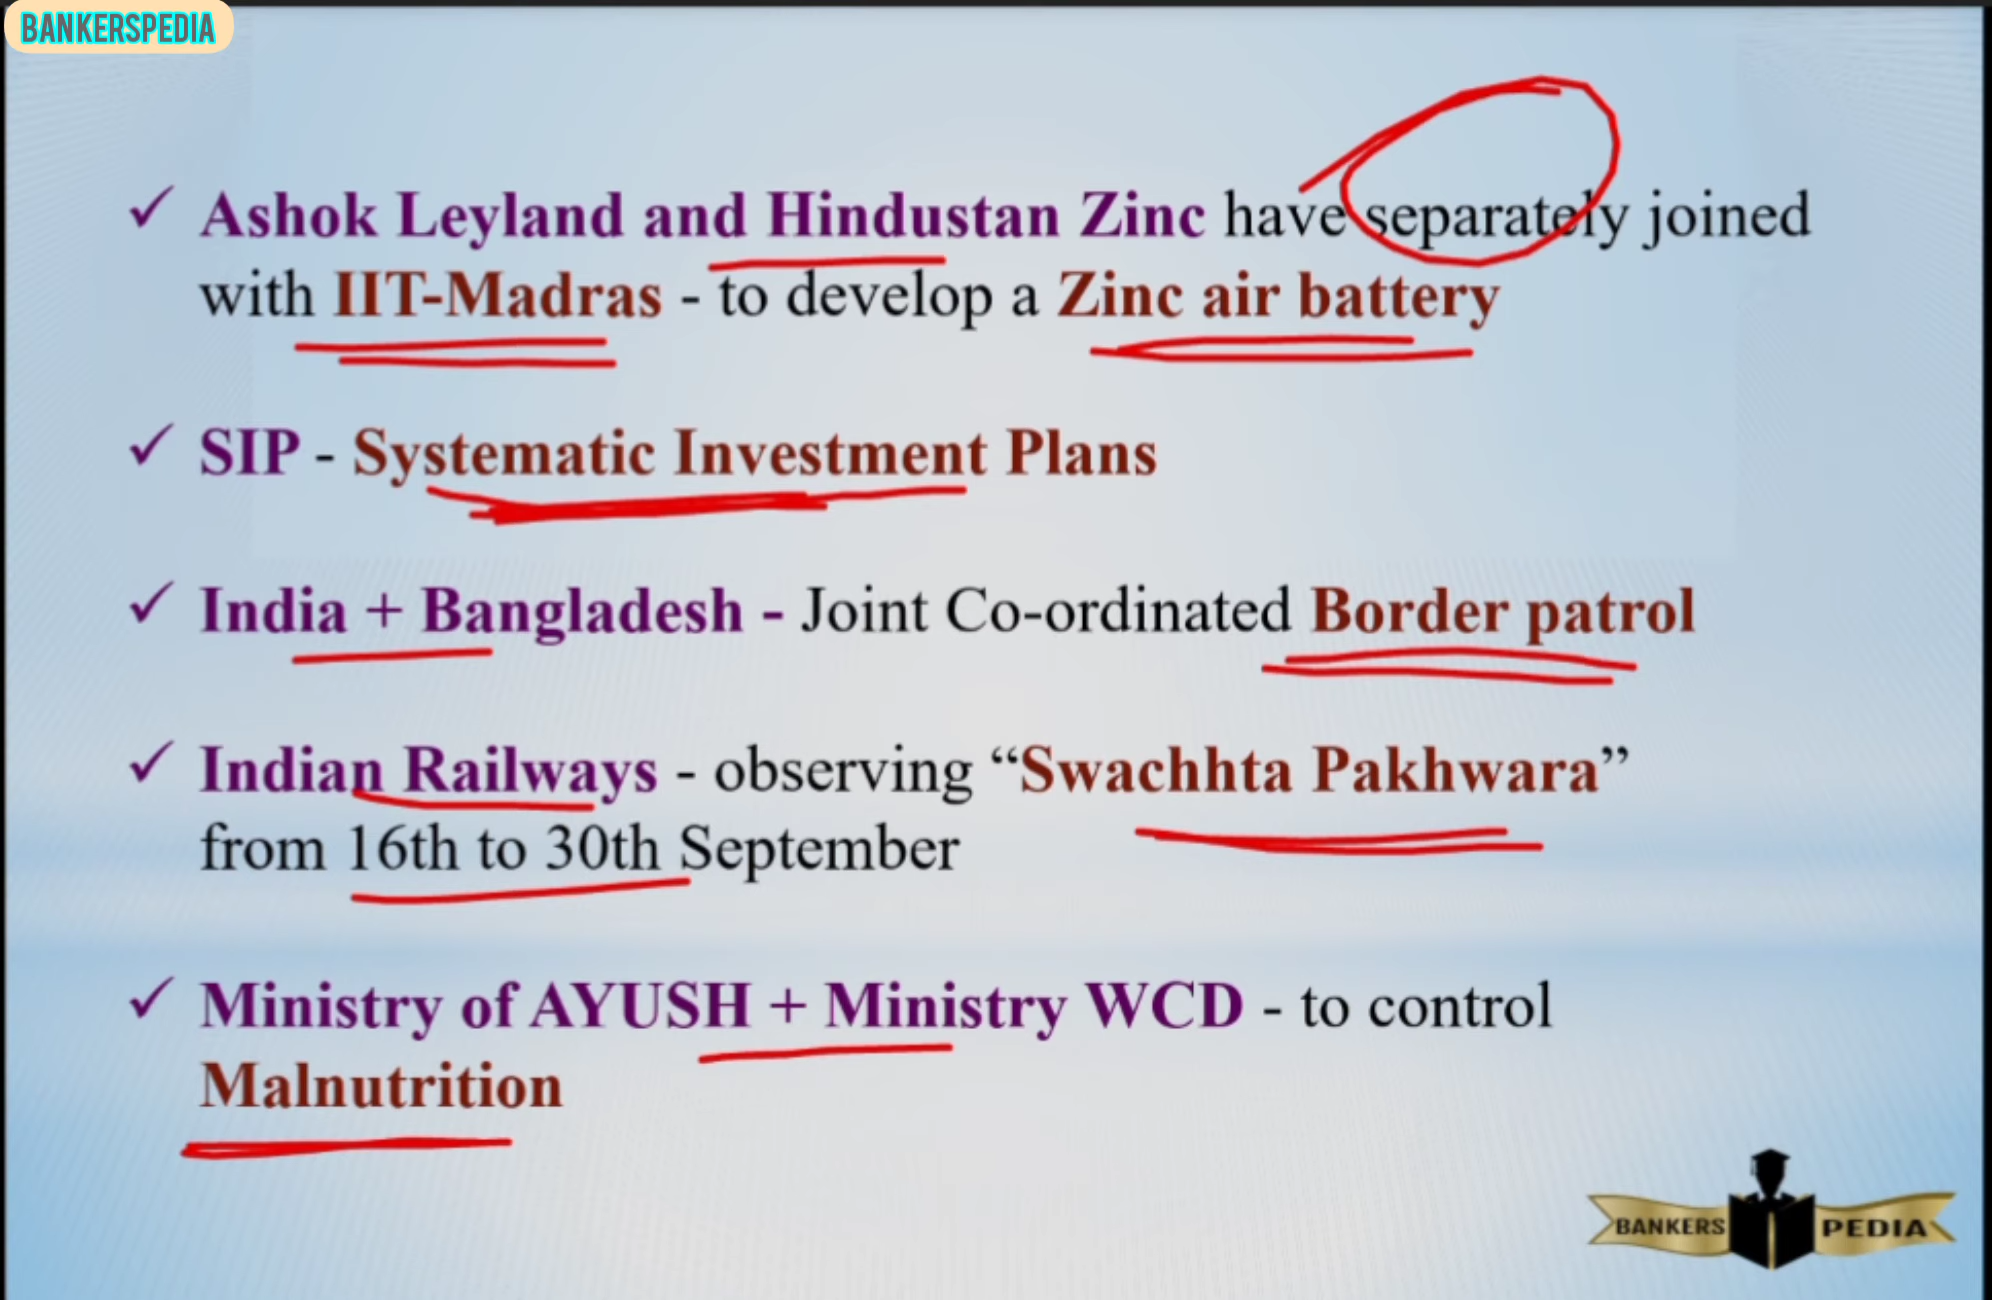 BANKERSPEDIA
✓ Ashok Leyland and Hindustan Zinc have separately joined
with IIT-Madras - to develop a Zinc air battery
✓ SIP - Systematic Investment Plans
✓ India + Bangladesh - Joint Co-ordinated Border patrol
✓ Indian Railways - observing “Swachhta Pakhwara”
from 16th to 30th September
✓ Ministry of AYUSH + Ministry WCD - to control
Malnutrition
BANKERS PEDIA